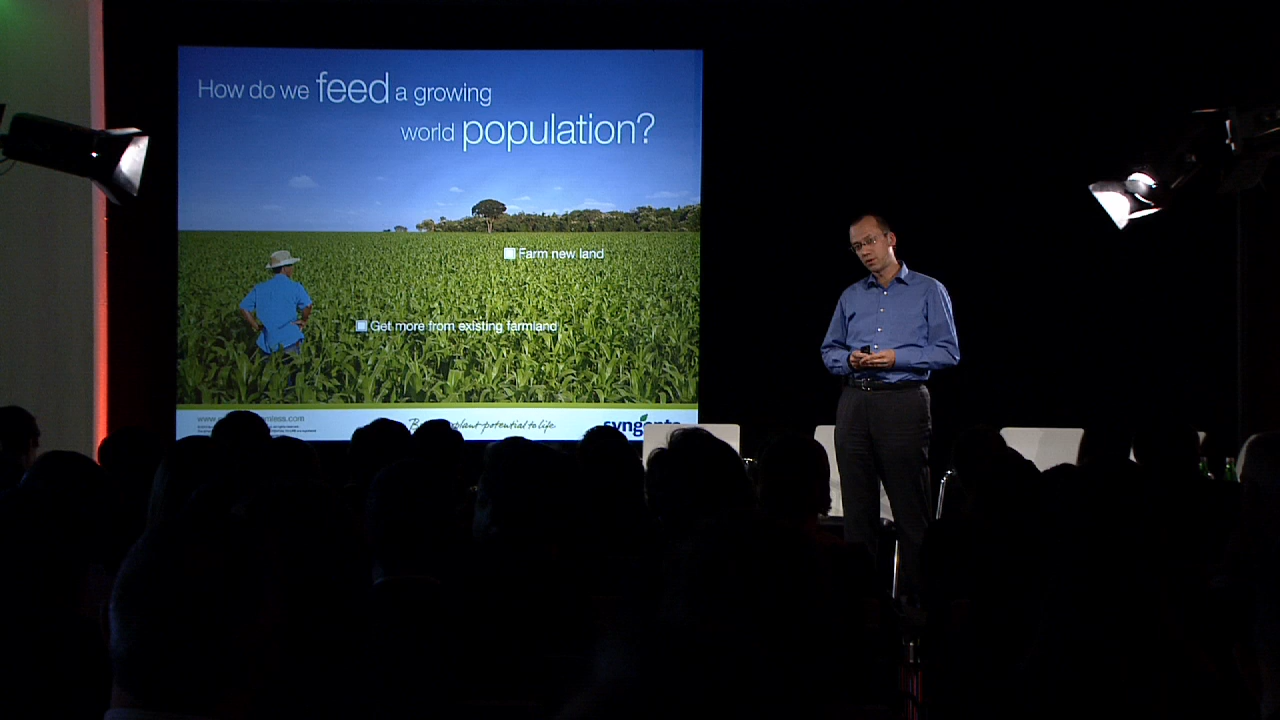 How do we feed a growing
world population?
Farm new land
Get more from existing farmland
plant potential to life
syngenta